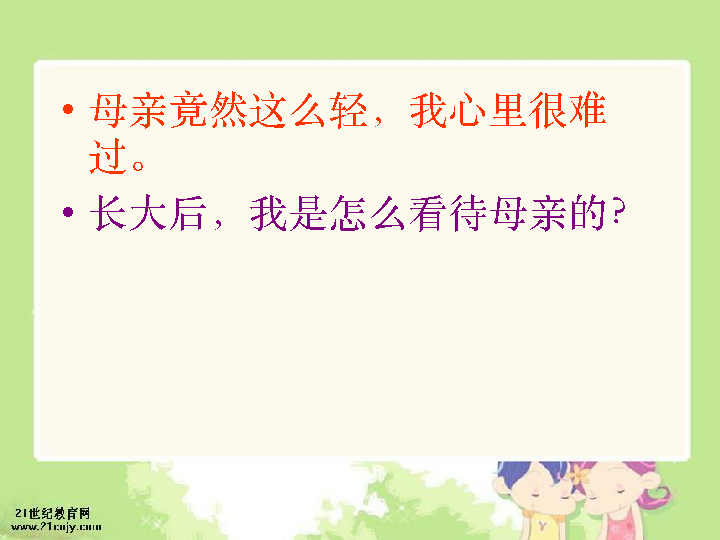 • 母亲竟然这么轻，我心里很难
过。
• 长大后，我是怎么看待母亲的？
21世纪教育网
www.21cnjy.com
Y